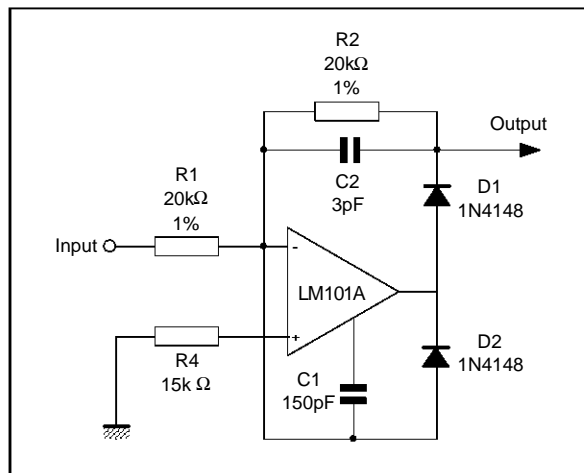 R2
20kΩ
1%
Output
R1
20kΩ
1%
C2
3pF
D1
1N4148
Input
-
LM101A
+
R4
15k Ω
C1
150pF
D2
1N4148